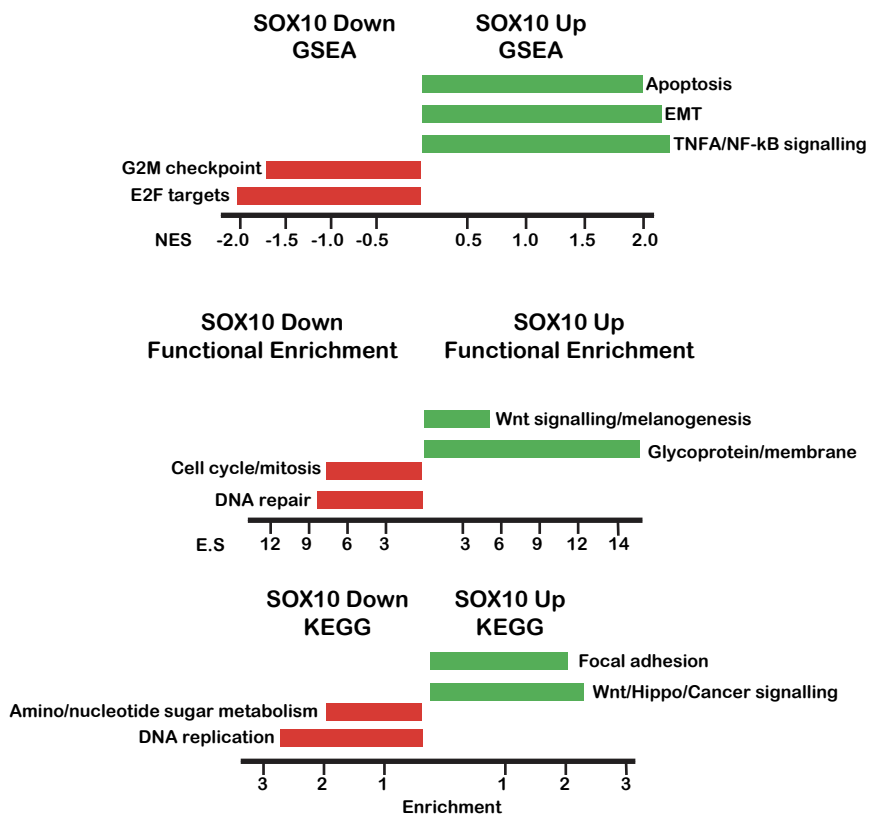 SOX10 Down
GSEA
SOX10 Up
GSEA
Apoptosis
EMT
TNFA/NF-kB signalling
G2M checkpoint
E2F targets
NES -2.0 -1.5 -1.0 -0.5 0.5 1.0 1.5 2.0
SOX10 Down
Functional Enrichment
SOX10 Up
Functional Enrichment
Wnt signalling/melanogenesis
Glycoprotein/membrane
Cell cycle/mitosis
DNA repair
E.S 12 9 6 3 3 6 9 12 14
SOX10 Down
KEGG
SOX10 Up
KEGG
Focal adhesion
Wnt/Hippo/Cancer signalling
Amino/nucleotide sugar metabolism
DNA replication
3 2 1 1 2 3
Enrichment